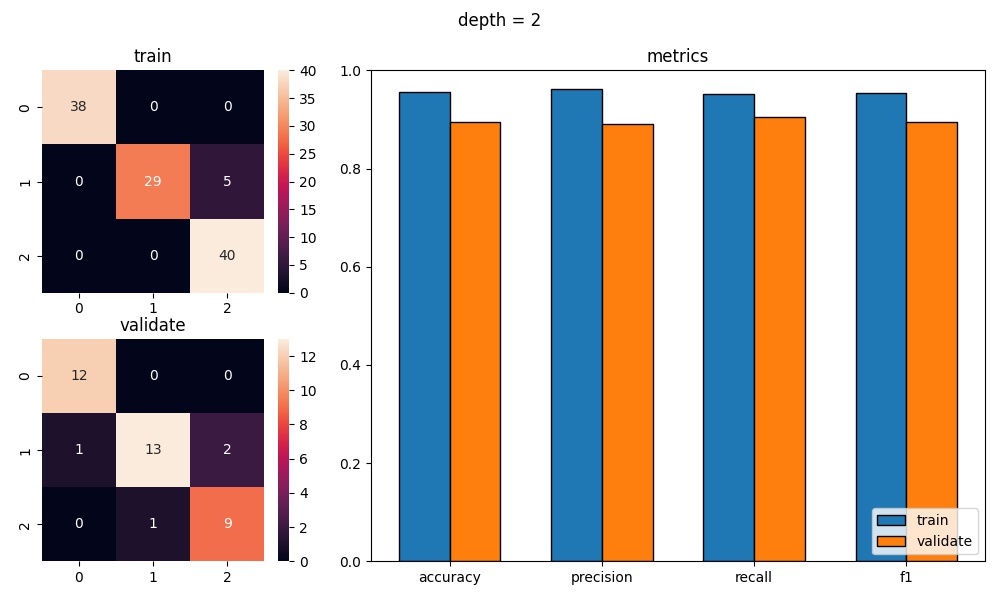 depth = 2
train
0 38 0 0
1 0 29 5
2 0 0 40
0 1 2
40
35
30
25
20
15
10
5
0
validate
0 12 0 0
1 1 13 2
2 0 1 9
0 1 2
12
10
8
6
4
2
0
metrics
1.0
0.8
0.6
0.4
0.2
0.0
accuracy precision recall f1
train
validate